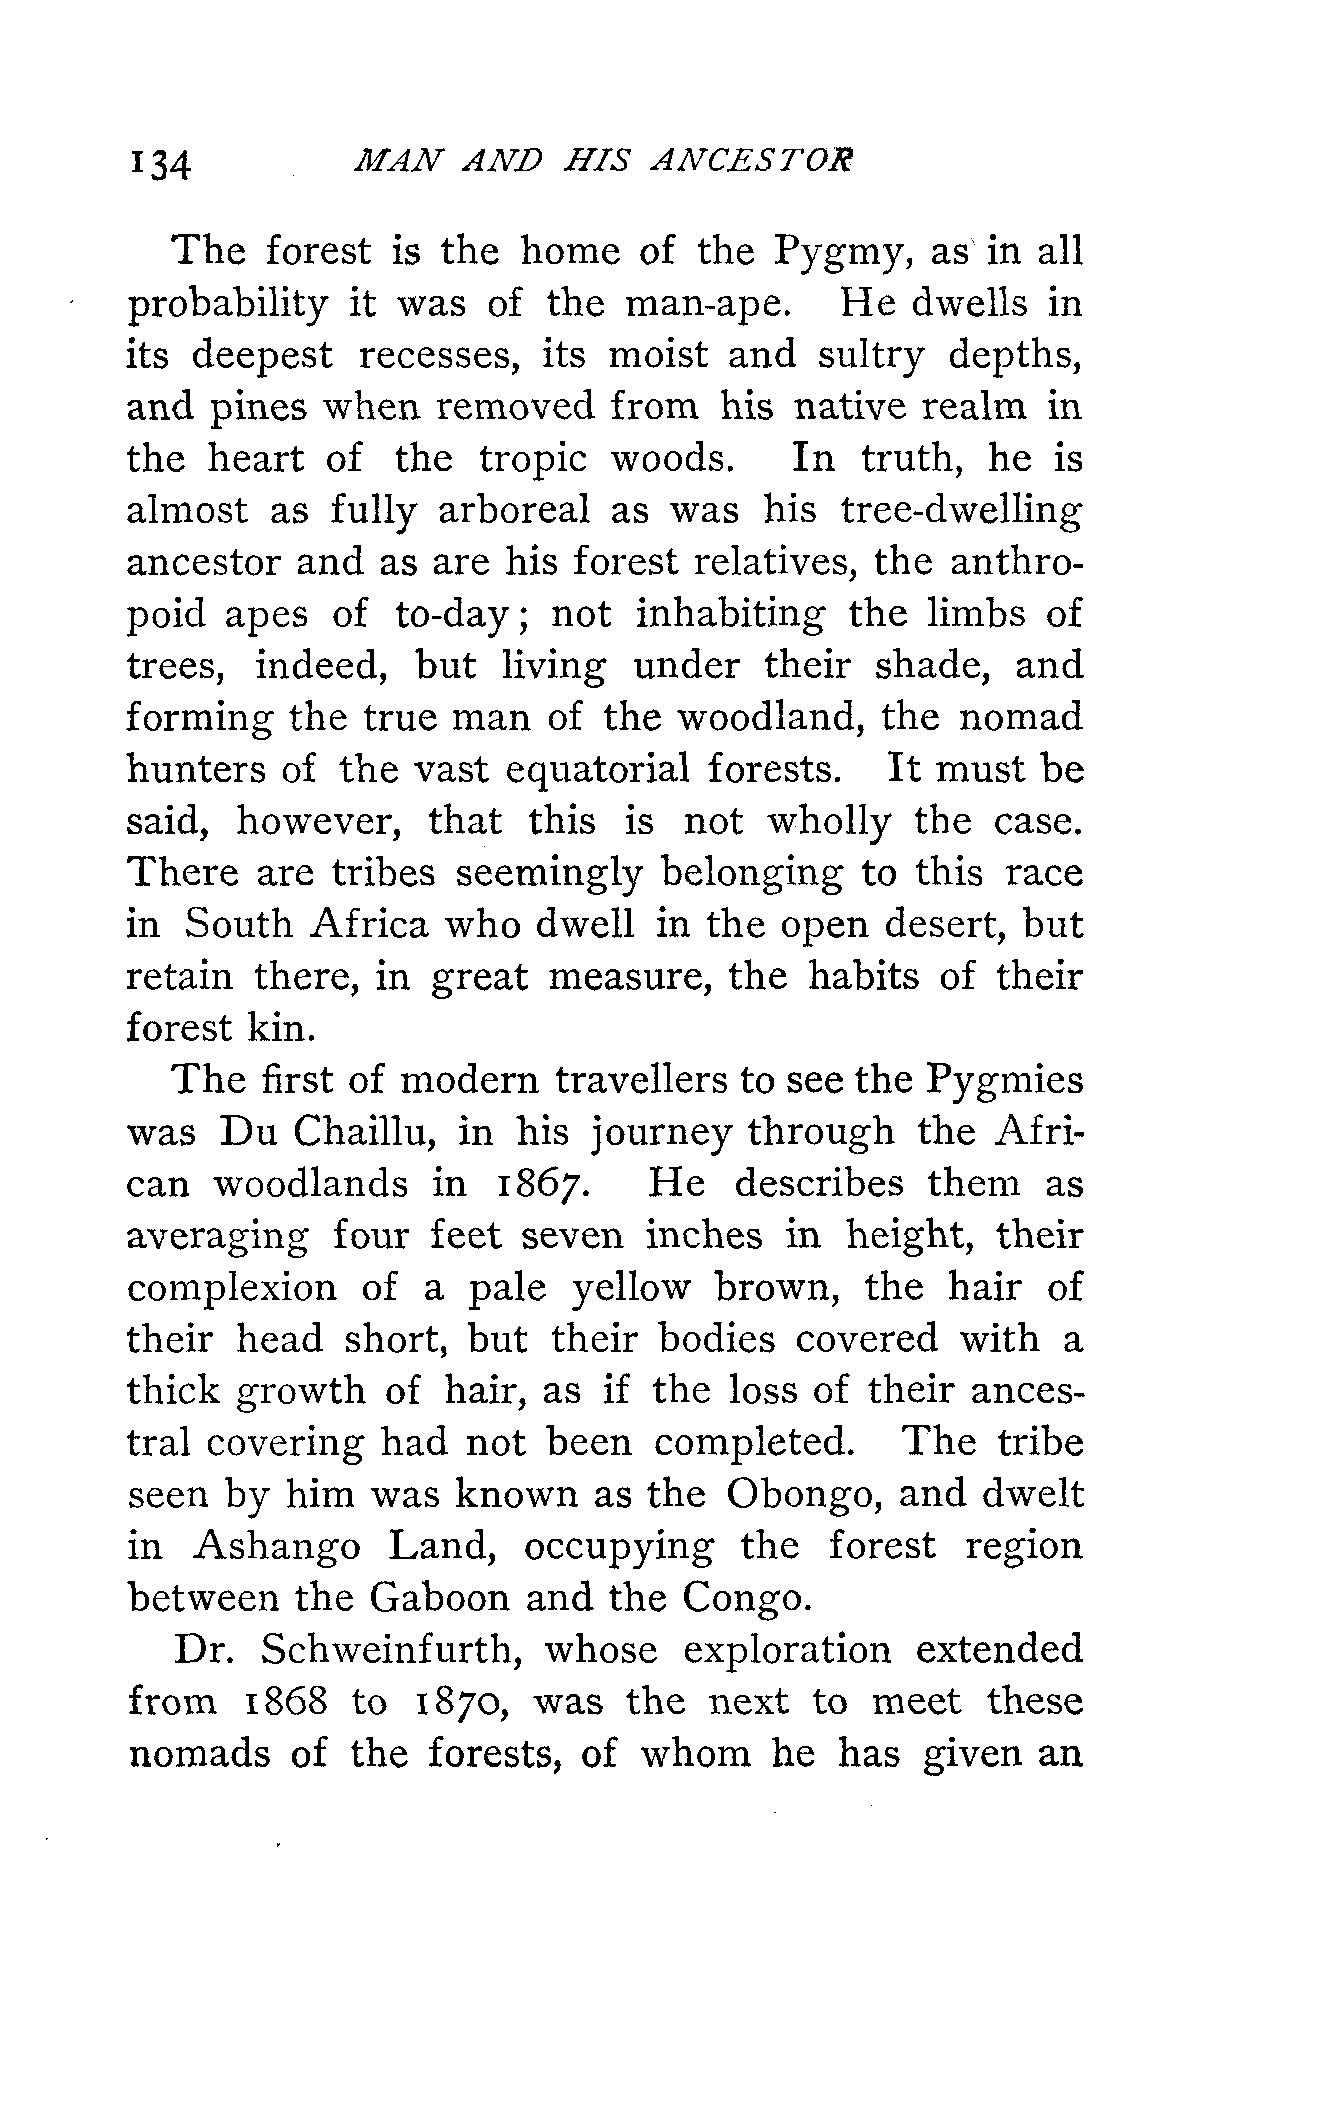 134 MAN AND HIS ANCESTOR
The forest is the home of the Pygmy, as in all
probability it was of the man-ape. He dwells in
its deepest recesses, its moist and sultry depths,
and pines when removed from his native realm in
the heart of the tropic woods. In truth, he is
almost as fully arboreal as was his tree-dwelling
ancestor and as are his forest relatives, the anthro-
poid apes of to-day; not inhabiting the limbs of
trees, indeed, but living under their shade, and
forming the true man of the woodland, the nomad
hunters of the vast equatorial forests. It must be
said, however, that this is not wholly the case.
There are tribes seemingly belonging to this race
in South Africa who dwell in the open desert, but
retain there, in great measure, the habits of their
forest kin.
The first of modern travellers to see the Pygmies
was Du Chaillu, in his journey through the Afri-
can woodlands in 1867. He describes them as
averaging four feet seven inches in height, their
complexion of a pale yellow brown, the hair of
their head short, but their bodies covered with a
thick growth of hair, as if the loss of their ances-
tral covering had not been completed. The tribe
seen by him was known as the Obongo, and dwelt
in Ashango Land, occupying the forest region
between the Gaboon and the Congo.
Dr. Schweinfurth, whose exploration extended
from 1868 to 1870, was the next to meet these
nomads of the forests, of whom he has given an